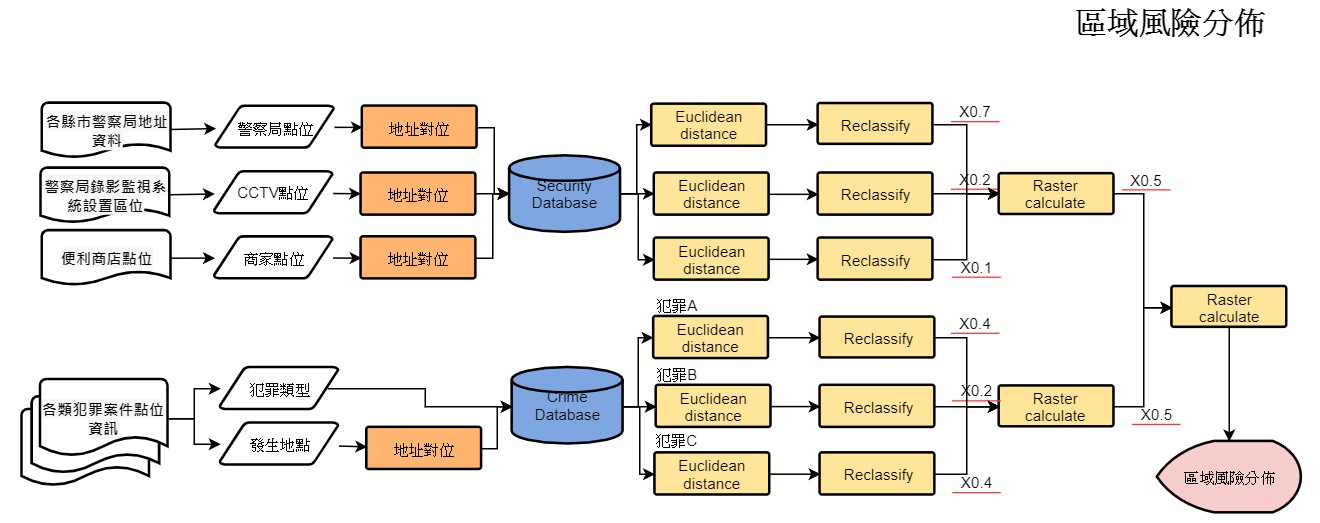 區域風險分佈
各縣市警察局地址
資料
警察局點位
地址對位
警察局錄影監視系
統設置區位
CCTV點位
地址對位
便利商店點位
商家點位
地址對位
Security
Database
Euclidean
distance
Reclassify
X0.7
Euclidean
distance
Reclassify
X0.2
Euclidean
distance
Reclassify
X0.1
Raster
calculate
X0.5
各類犯罪案件點位
資訊
犯罪類型
發生地點
地址對位
Crime
Database
犯罪A
Euclidean
distance
Reclassify
X0.4
犯罪B
Euclidean
distance
Reclassify
X0.2
犯罪C
Euclidean
distance
Reclassify
X0.4
Raster
calculate
X0.5
Raster
calculate
區域風險分佈